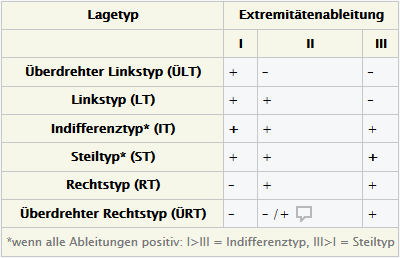 Lagetyp Extremitätenableitung
I II III
Überdrehter Linkstyp (ÜLT) + – –
Linkstyp (LT) + + –
Indifferenztyp* (IT) + + +
Steiltyp* (ST) + + +
Rechtstyp (RT) – + +
Überdrehter Rechtstyp (ÜRT) – – /+ +
*wenn alle Ableitungen positiv: I>III = Indifferenztyp, III>I = Steiltyp